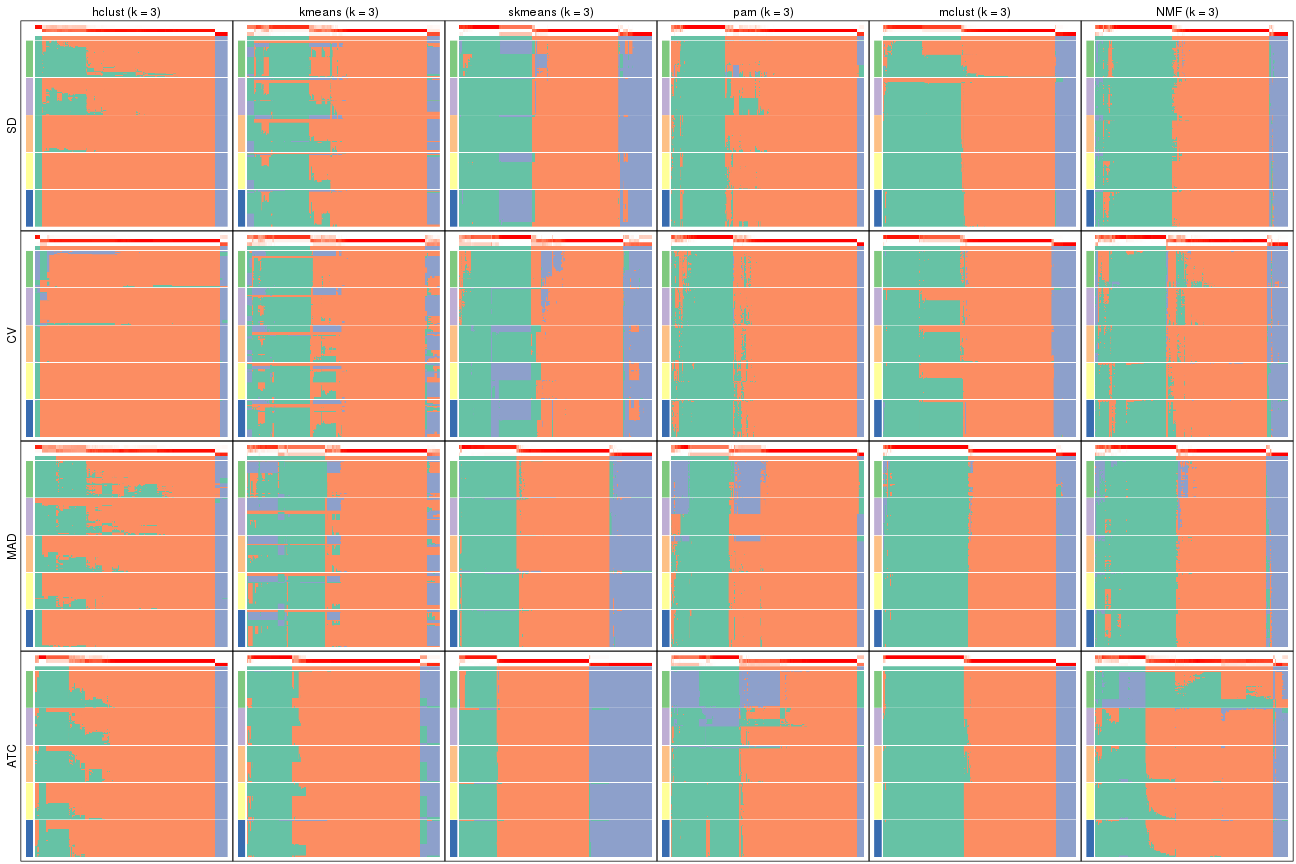 hclust (k = 3) kmeans (k = 3) skmeans (k = 3) pam (k = 3) mclust (k = 3) NMF (k = 3)
SD
CV
MAD
ATC